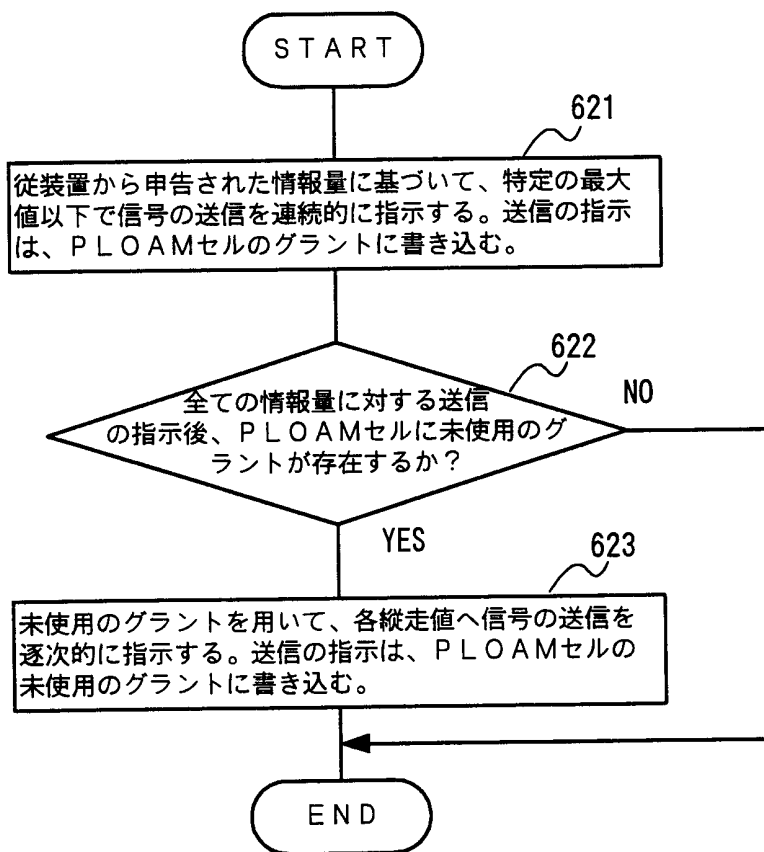 ＳＴＡＲＴ
621
従装置から申告された情報量に基づいて、特定の最大
値以下で信号の送信を連続的に指示する。送信の指示
は、ＰＬＯＡＭセルのグラントに書き込む。
622
全ての情報量に対する送信
の指示後、ＰＬＯＡＭセルに未使用のグ
ラントが存在するか？
NO
YES
623
未使用のグラントを用いて、各縦走値へ信号の送信を
逐次的に指示する。送信の指示は、ＰＬＯＡＭセルの
未使用のグラントに書き込む。
ＥＮＤ